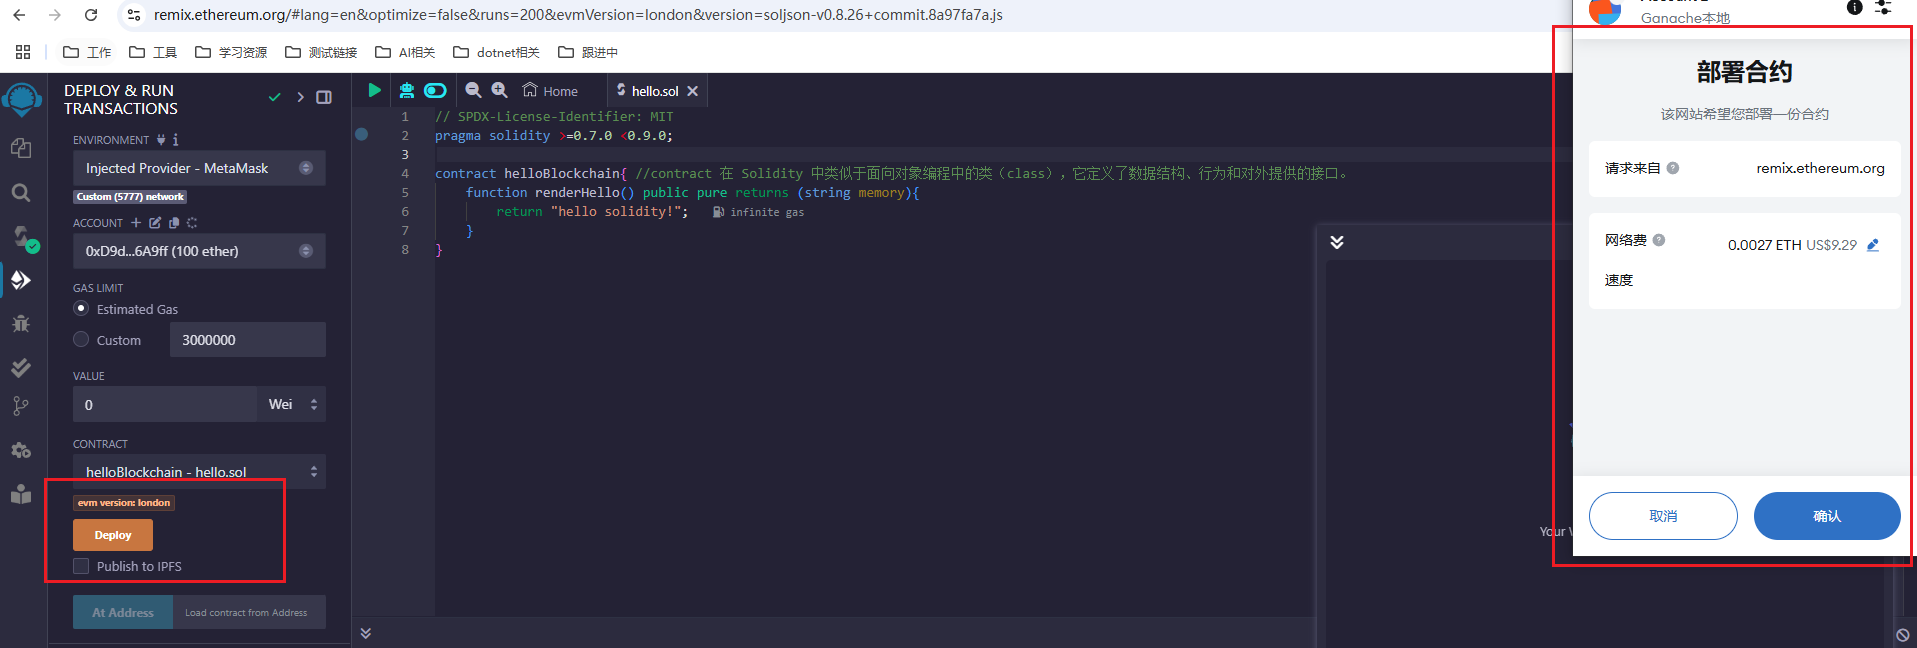 remix.ethereum.org/#lang=en&optimize=false&runs=200&evmVersion=london&version=soljson-v0.8.26+commit.8a97fa7a.js
工作
工具
学习资源
测试链接
AI相关
dotnet相关
跟进中
DEPLOY & RUN
TRANSACTIONS
ENVIRONMENT
Injected Provider - MetaMask
Custom (5777) network
ACCOUNT
0xD9d...6A9ff (100 ether)
GAS LIMIT
Estimated Gas
Custom
3000000
VALUE
0
Wei
CONTRACT
helloBlockchain - hello.sol
evm version: london
Deploy
Publish to IPFS
At Address
Load contract from Address
Home
hello.sol
1 // SPDX-License-Identifier: MIT
2 pragma solidity >=0.7.0 <0.9.0;
3
4 contract helloBlockchain{ //contract 在 Solidity 中类似于面向对象编程中的类（class），它定义了数据结构、行为和对外提供的接口。
5 function renderHello() public pure returns (string memory){
6 return "hello solidity!"; infinite gas
7 }
8 }
Your
Ganache本地
部署合约
该网站希望您部署一份合约
请求来自
remix.ethereum.org
网络费
0.0027 ETH US$9.29
速度
取消
确认